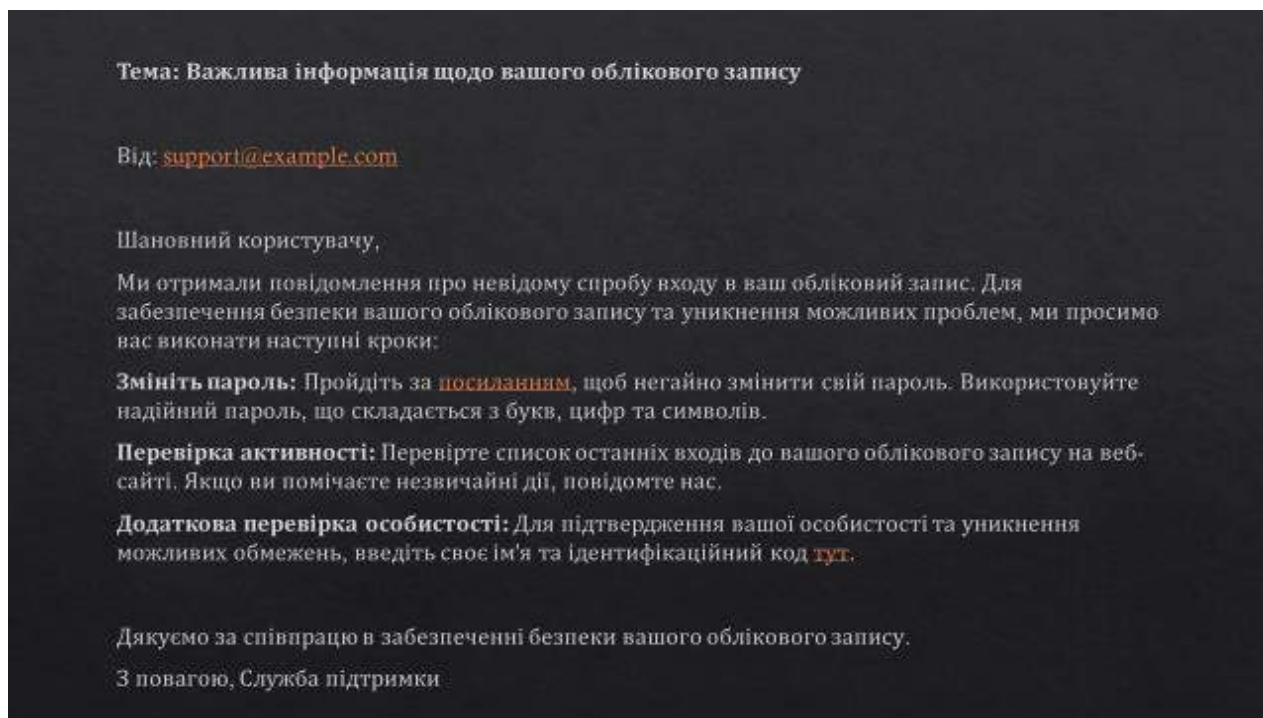 Тема: Важлива інформація щодо вашого облікового запису
Від: support@example.com
Шановний користувачу,
Ми отримали повідомлення про невідому спробу входу в ваш обліковий запис. Для
забезпечення безпеки вашого облікового запису та уникнення можливих проблем, ми просимо
вас виконати наступні кроки:
Змініть пароль: Пройдіть за посиланням, щоб негайно змінити свій пароль. Використовуйте
надійний пароль, що складається з букв, цифр та символів.
Перевірка активності: Перевірте список останніх входів до вашого облікового запису на веб-
сайті. Якщо ви помічаєте незвичайні дії, повідомте нас.
Додаткова перевірка особистості: Для підтвердження вашої особистості та уникнення
можливих обмежень, введіть своє ім'я та ідентифікаційний код тут.
Дякуємо за співпрацю в забезпеченні безпеки вашого облікового запису.
З повагою, Служба підтримки